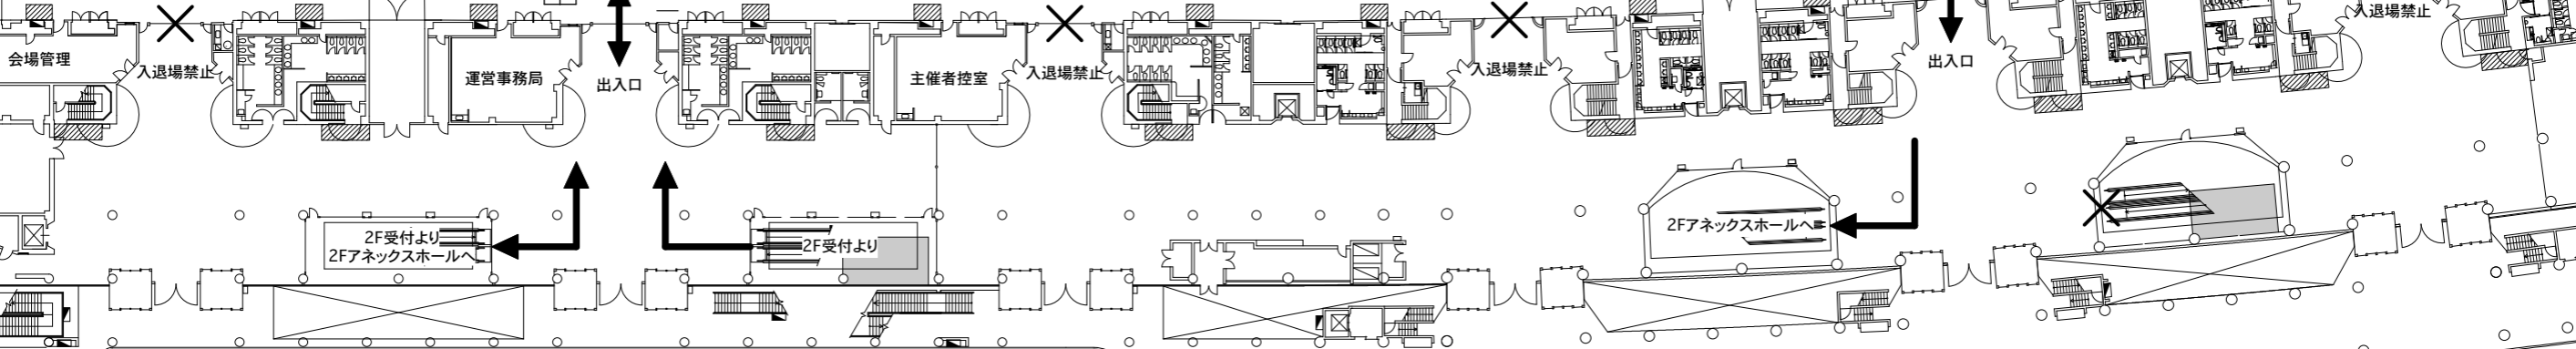 会場管理
入退場禁止
運営事務局
出入口
主催者控室
入退場禁止
入退場禁止
出入口
入退場禁止
2F受付より
2Fアネックスホールへ
2F受付より
2Fアネックスホールへ